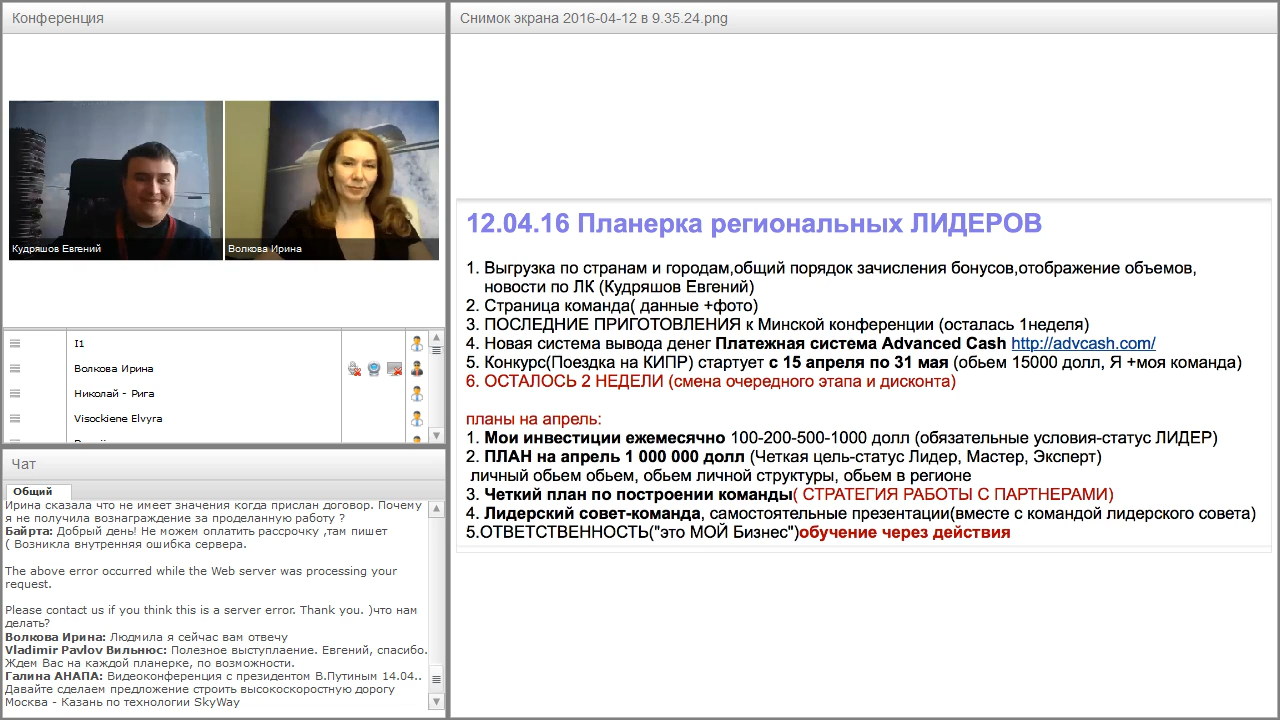 Конференция
Кудряшов Евгений
Волкова Ирина
I1
Волкова Ирина
Николай - Рига
Visockiene Elvyra
Чат
Общий
Ирина сказала что не имеет значения когда прислан договор. Почему
я не получила вознаграждение за проделанную работу ?
Байрта: Добрый день! Не можем оплатить рассрочку ,там пишет
( Возникла внутренняя ошибка сервера.
The above error occurred while the Web server was processing your
request.
Please contact us if you think this is a server error. Thank you. )что нам
делать?
Волкова Ирина: Людмила я сейчас вам отвечу
Vladimir Pavlov Вильнюс: Полезное выступлаение. Евгений, спасибо.
Ждем Вас на каждой планерке, по возможности.
Галина АНАПА: Видеоконференция с президентом В.Путиным 14.04..
Давайте сделаем предложение строить высокоскоростную дорогу
Москва - Казань по технологии SkyWay
Снимок экрана 2016-04-12 в 9.35.24.png
12.04.16 Планерка региональных ЛИДЕРОВ
1. Выгрузка по странам и городам,общий порядок зачисления бонусов,отображение объемов,
новости по ЛК (Кудряшов Евгений)
2. Страница команда( данные +фото)
3. ПОСЛЕДНИЕ ПРИГОТОВЛЕНИЯ к Минской конференции (осталась 1неделя)
4. Новая система вывода денег Платежная система Advanced Cash http://advcash.com/
5. Конкурс(Поездка на КИПР) стартует с 15 апреля по 31 мая (обьем 15000 долл, Я +моя команда)
6. ОСТАЛОСЬ 2 НЕДЕЛИ (смена очередного этапа и дисконта)
планы на апрель:
1. Мои инвестиции ежемесячно 100-200-500-1000 долл (обязательные условия-статус ЛИДЕР)
2. ПЛАН на апрель 1 000 000 долл (Четкая цель-статус Лидер, Мастер, Эксперт)
личный обьем обьем, обьем личной структуры, обьем в регионе
3. Четкий план по построению команды( СТРАТЕГИЯ РАБОТЫ С ПАРТНЕРАМИ)
4. Лидерский совет-команда, самостоятельные презентации(вместе с командой лидерского совета)
5.ОТВЕТСТВЕННОСТЬ("это МОЙ Бизнес")обучение через действия